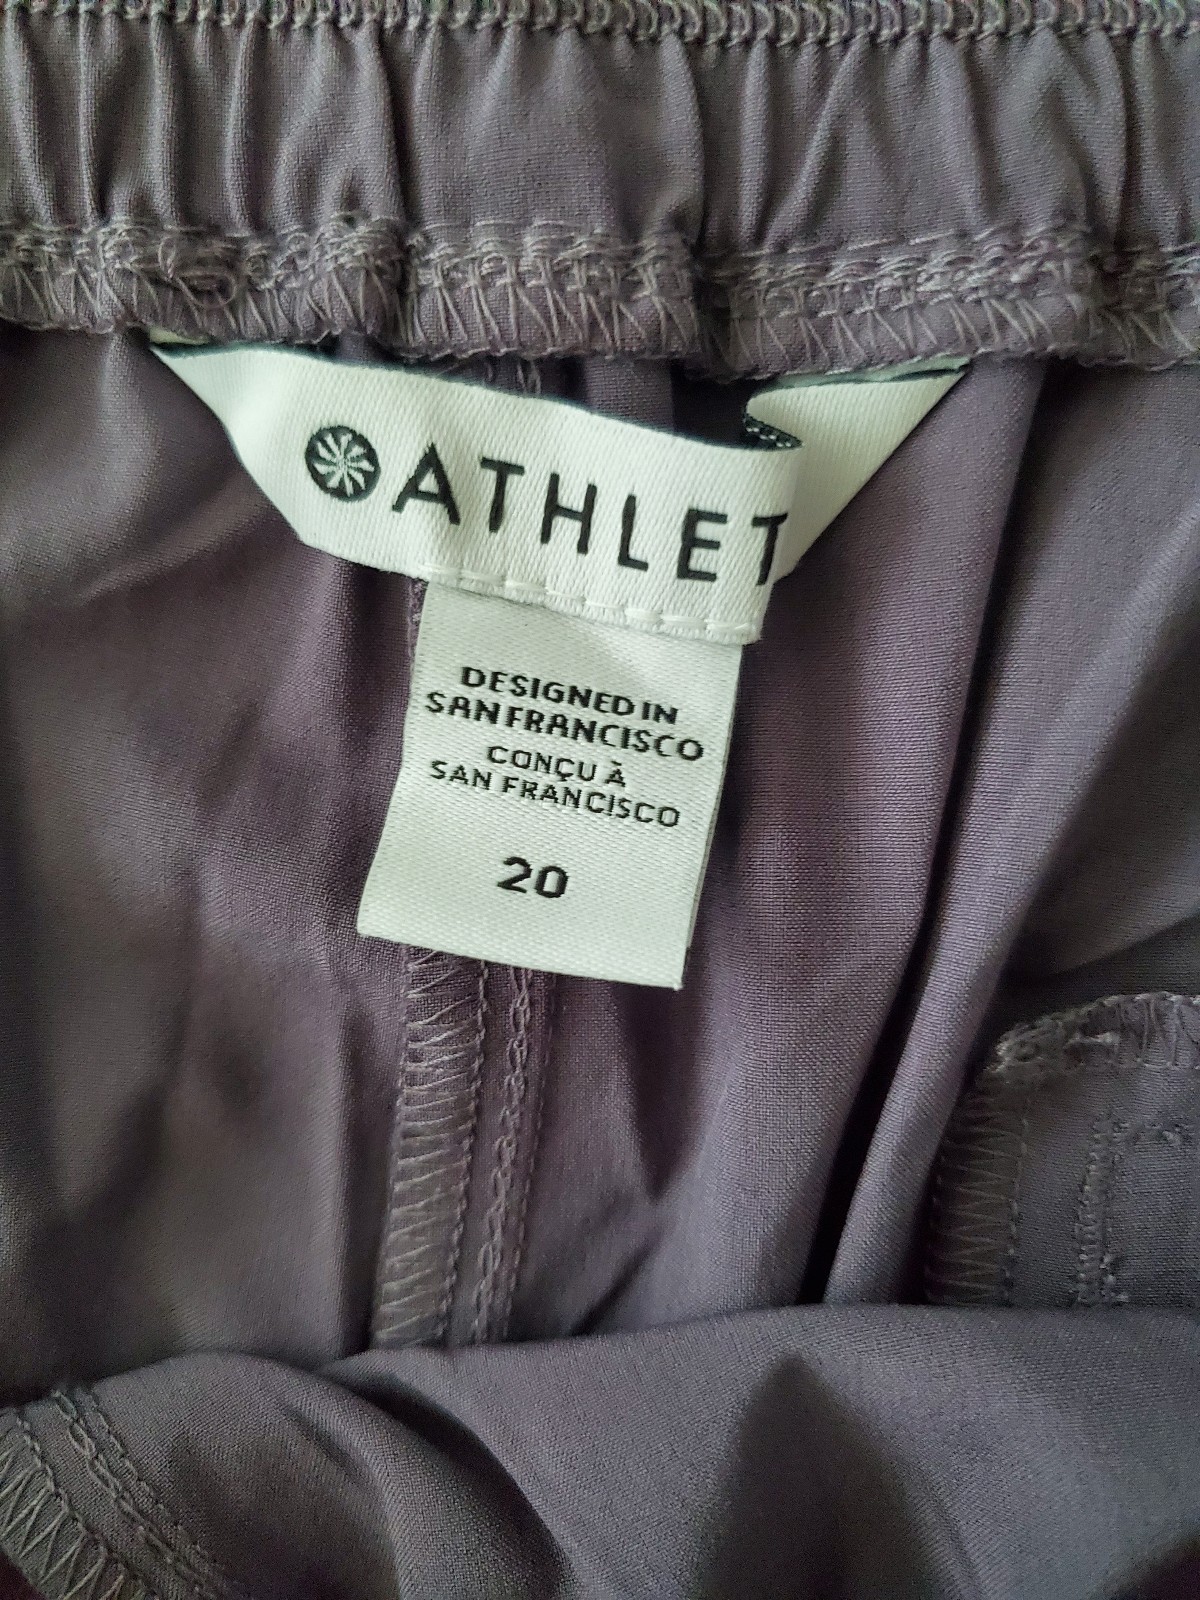 ATHLET
DESIGNED IN
SAN FRANCISCO
CONÇU À
SAN FRANCISCO
20